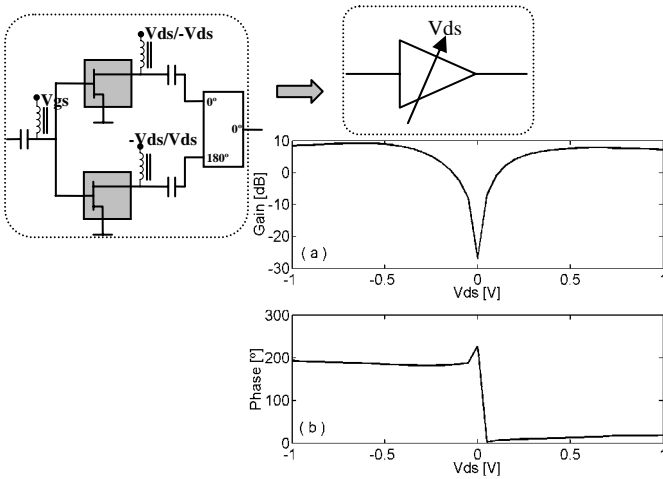 Vds/-Vds
Vgs
0º
0º
-Vds/Vds
180º
Vds
10
0
-10
-20
-30
Gain [dB]
( a )
-1
-0.5
0
0.5
1
Vds [V]
300
200
100
0
Phase [º]
( b )
-1
-0.5
0
0.5
1
Vds [V]